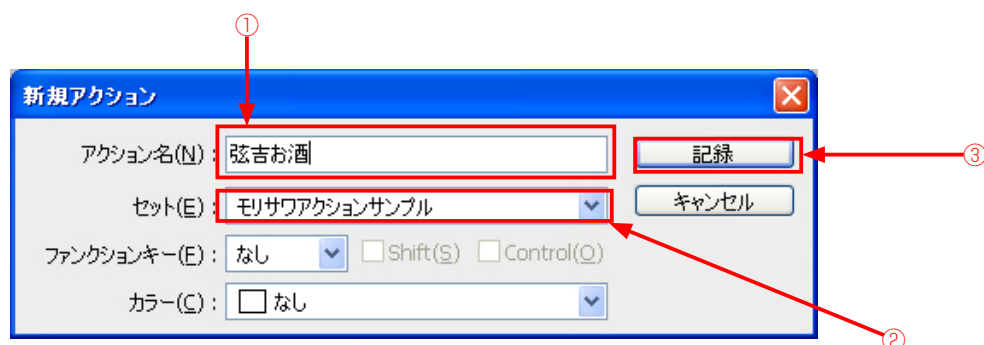 ①
新規アクション
アクション名(N) : 弦吉お酒 記録 ③
セット(E) : モリサワアクションサンプル キャンセル
ファンクションキー(F) : なし Shift(S) Control(O)
カラー(C) : なし
②